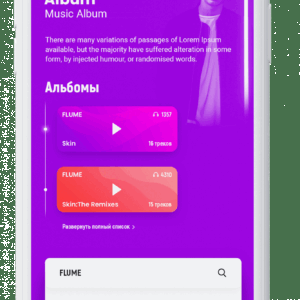 Album
Music Album
There are many variations of passages of Lorem Ipsum
available, but the majority have suffered alteration in some
form, by injected humour, or randomised words.
Альбомы
FLUME 1357
Skin 16 треков
FLUME 4210
Skin:The Remixes 15 треков
Развернуть полный список >
FLUME